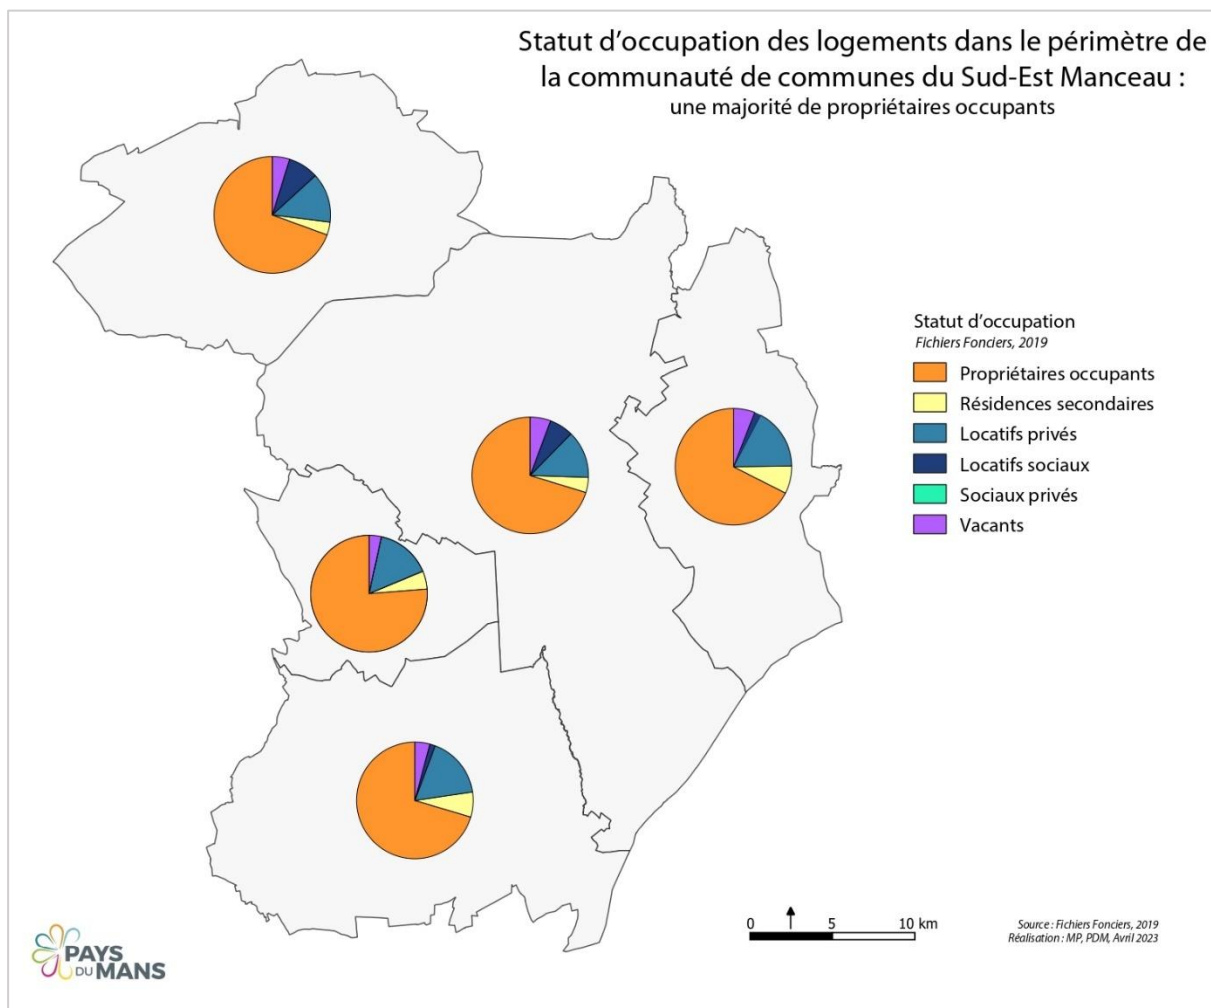 Statut d’occupation des logements dans le périmètre de
la communauté de communes du Sud-Est Manceau :
une majorité de propriétaires occupants
Statut d’occupation
Fichiers Fonciers, 2019
Propriétaires occupants
Résidences secondaires
Locatifs privés
Locatifs sociaux
Sociaux privés
Vacants
0 5 10 km
Source : Fichiers Fonciers, 2019
Réalisation : MP, PDM, Avril 2023
PAYS
DU MANS